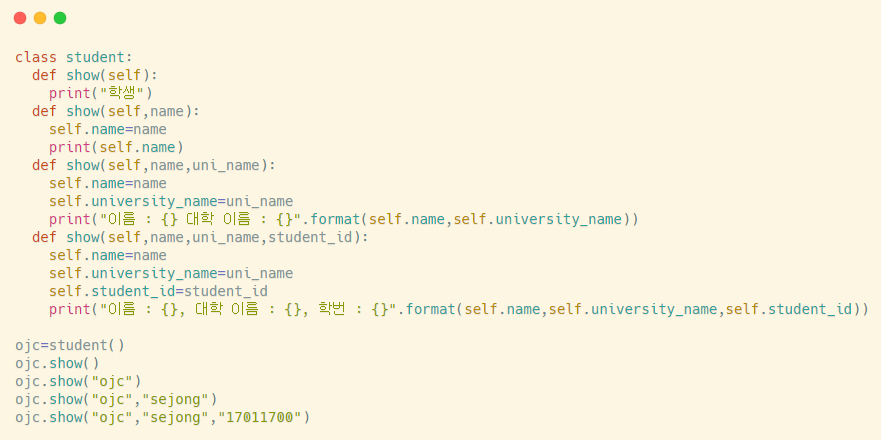 class student:
  def show(self):
    print("학생")
  def show(self,name):
    self.name=name
    print(self.name)
  def show(self,name,uni_name):
    self.name=name
    self.university_name=uni_name
    print("이름 : {} 대학 이름 : {}".format(self.name,self.university_name))
  def show(self,name,uni_name,student_id):
    self.name=name
    self.university_name=uni_name
    self.student_id=student_id
    print("이름 : {}, 대학 이름 : {}, 학번 : {}".format(self.name,self.university_name,self.student_id))

ojc=student()
ojc.show()
ojc.show("ojc")
ojc.show("ojc","sejong")
ojc.show("ojc","sejong","17011700")